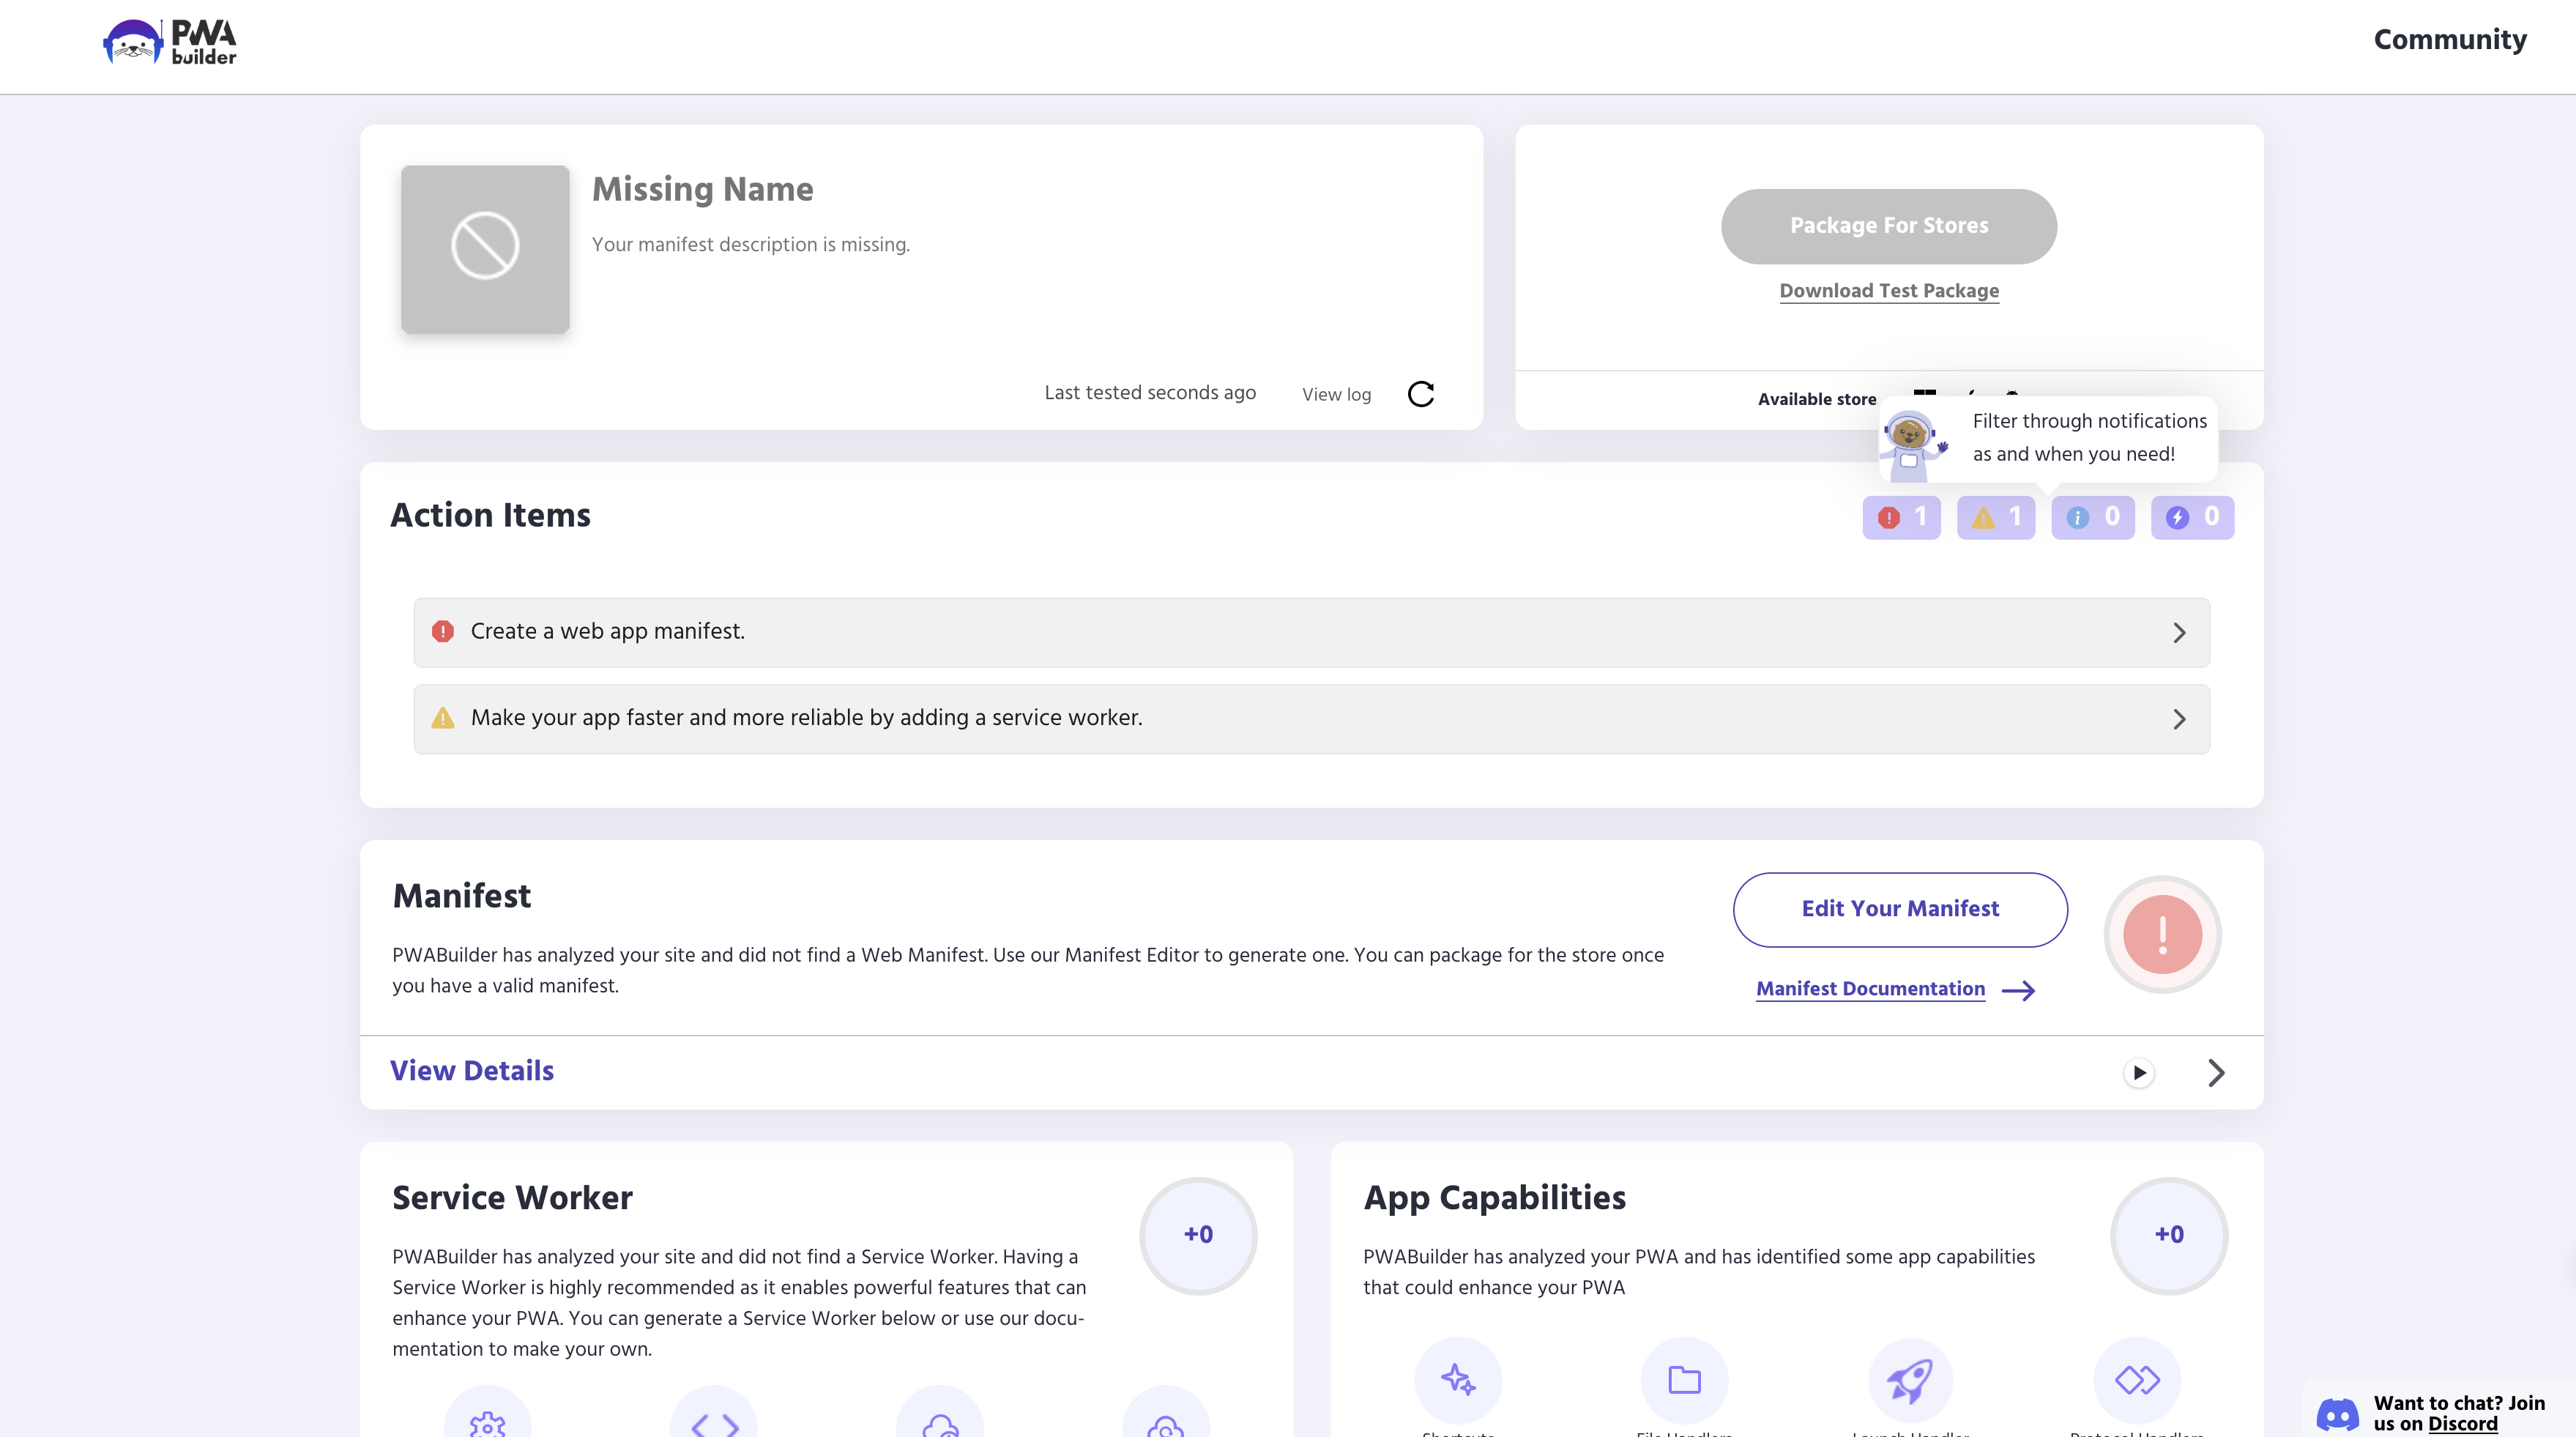 PWA
builder
Community
Missing Name
Your manifest description is missing.
Last tested seconds ago
View log
Package For Stores
Download Test Package
Available store
Filter through notifications
as and when you need!
Action Items
1
1
0
0
Create a web app manifest.
Make your app faster and more reliable by adding a service worker.
Manifest
PWABuilder has analyzed your site and did not find a Web Manifest. Use our Manifest Editor to generate one. You can package for the store once
you have a valid manifest.
Edit Your Manifest
Manifest Documentation
View Details
Service Worker
+0
PWABuilder has analyzed your site and did not find a Service Worker. Having a
Service Worker is highly recommended as it enables powerful features that can
enhance your PWA. You can generate a Service Worker below or use our docu-
mentation to make your own.
App Capabilities
+0
PWABuilder has analyzed your PWA and has identified some app capabilities
that could enhance your PWA
Shortcuts
File Handlers
Launch Handler
Protocol Handlers
Want to chat? Join
us on Discord